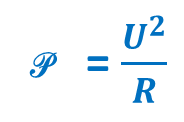 𝒫 = U²/R